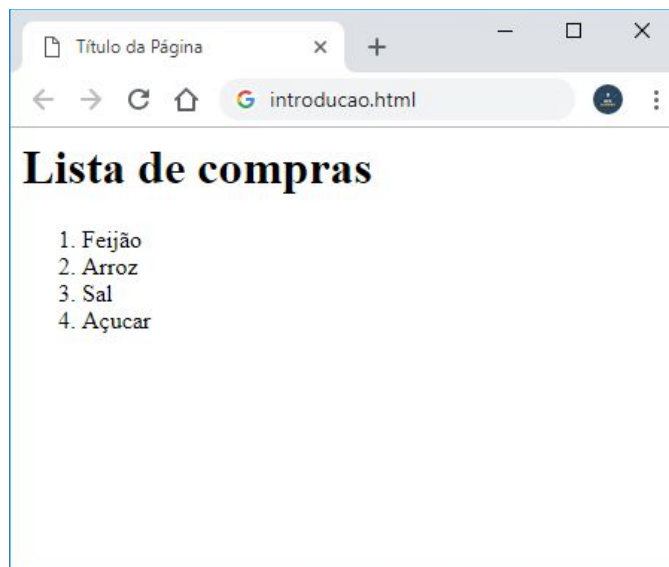 Título da Página
introducao.html
Lista de compras
1. Feijão
2. Arroz
3. Sal
4. Açucar